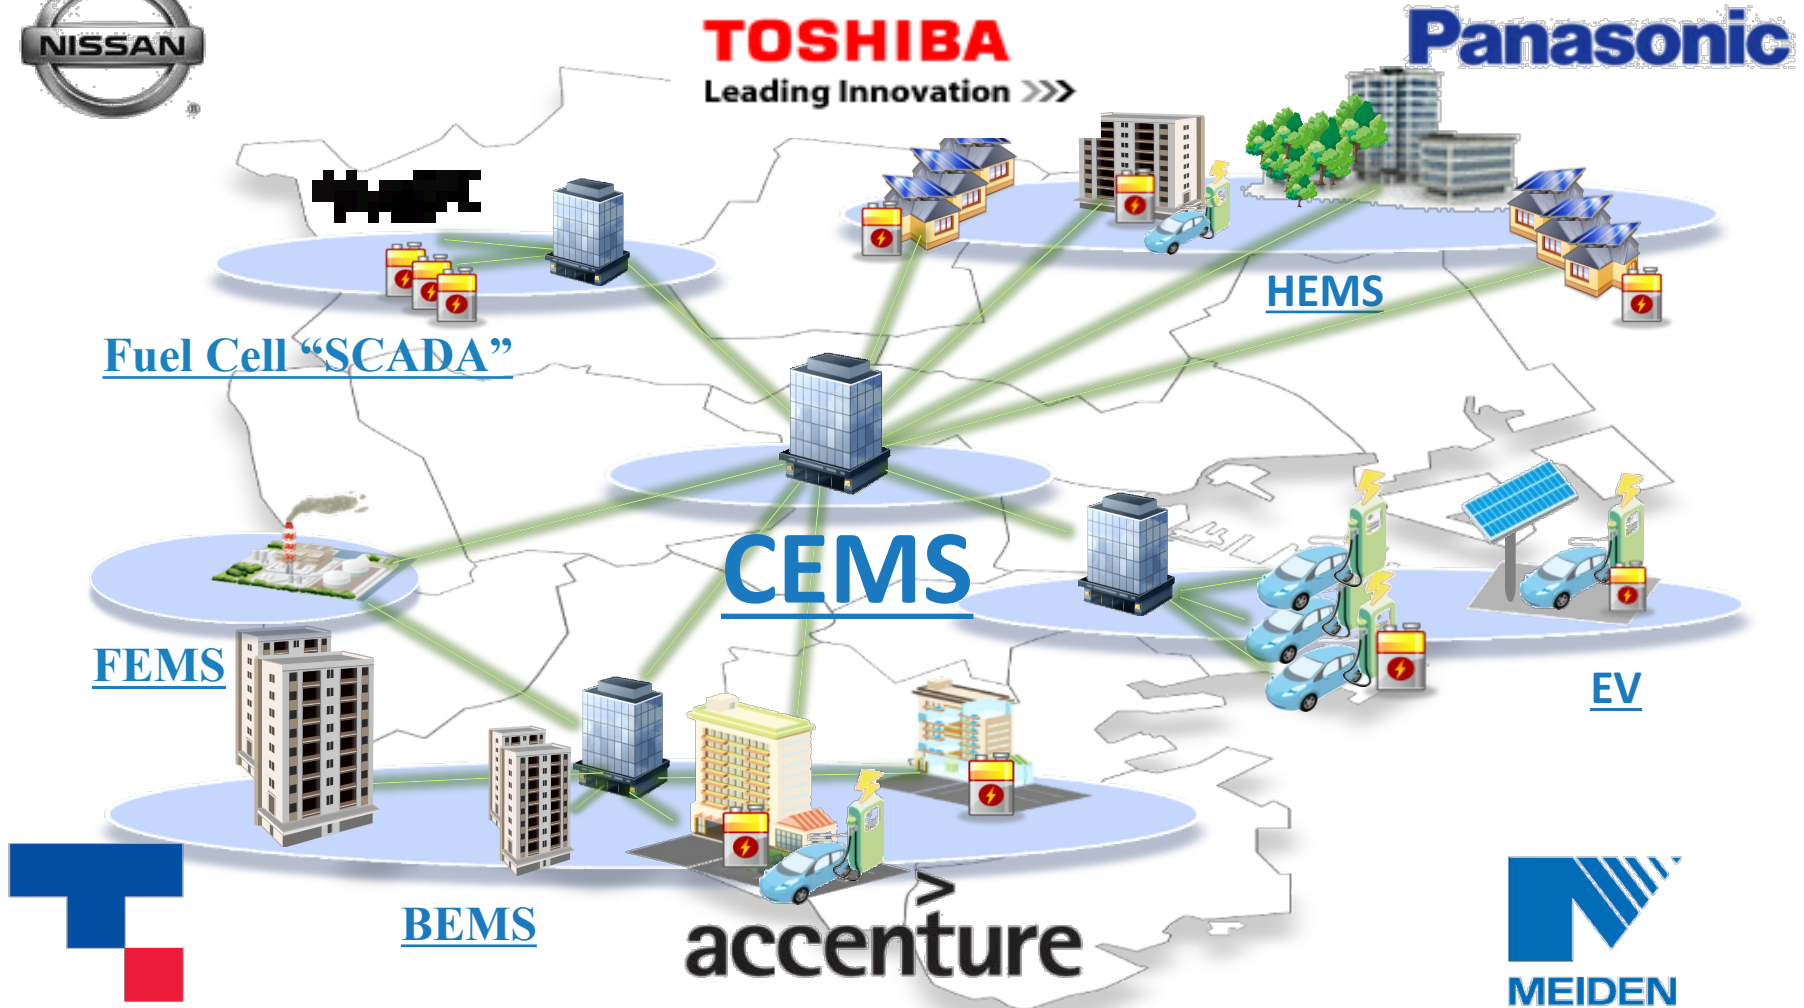 NISSAN
®
TOSHIBA
Leading Innovation >>>
Panasonic
HEMS
Fuel Cell “SCADA”
CEMS
FEMS
EV
BEMS
accenture
MEIDEN